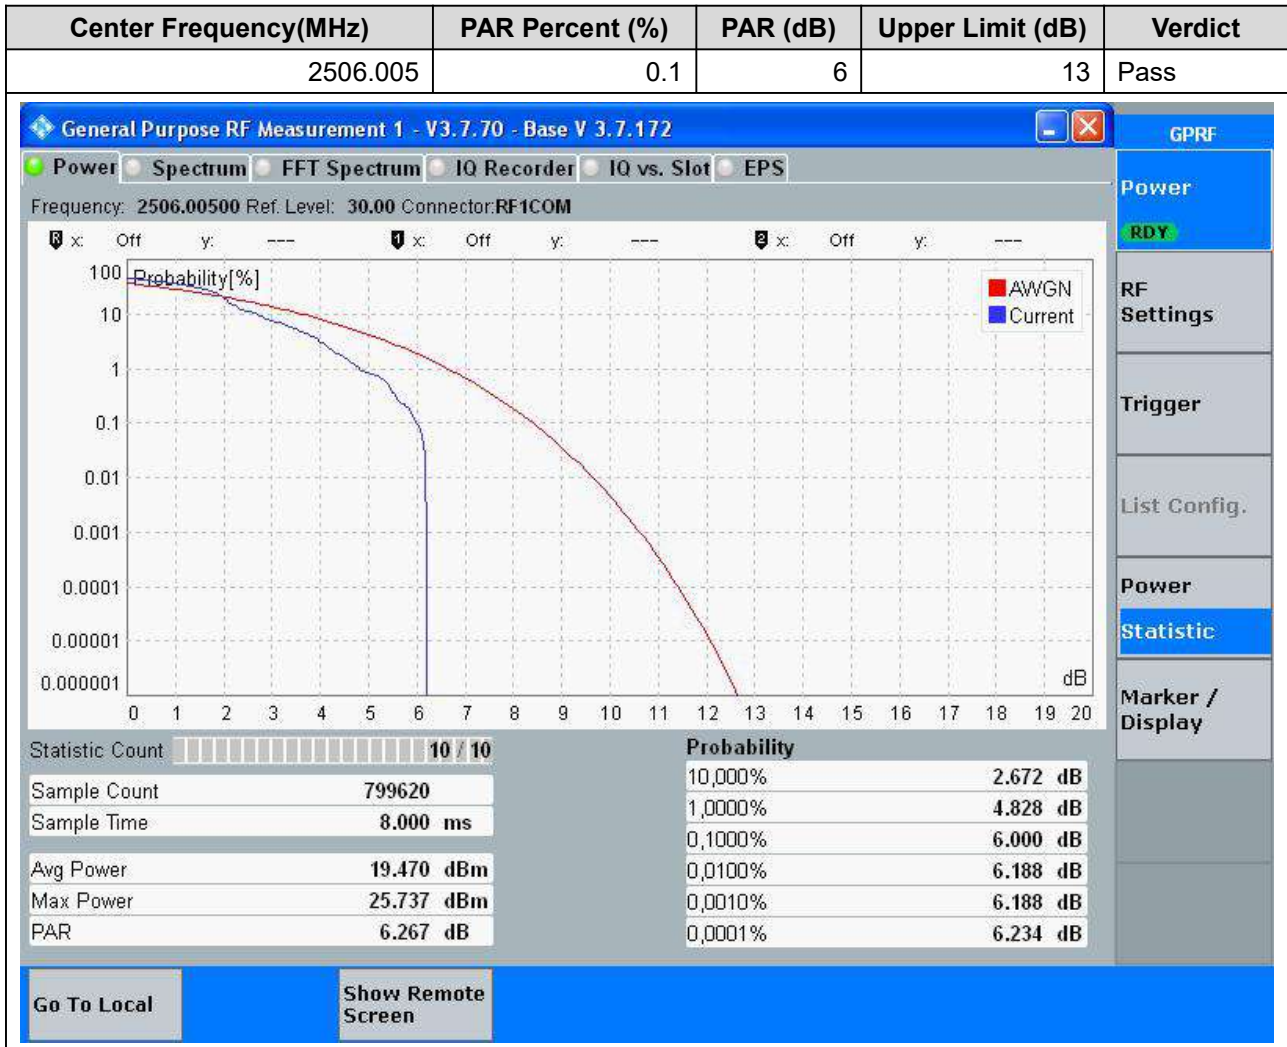 Center Frequency(MHz) PAR Percent (%) PAR (dB) Upper Limit (dB) Verdict
2506.005 0.1 6 13 Pass
General Purpose RF Measurement 1 - V3.7.70 - Base V 3.7.172
GPRF
Power Spectrum FFT Spectrum IQ Recorder IQ vs. Slot EPS
Power
RDY
Frequency: 2506.00500 Ref. Level: 30.00 Connector:RF1COM
R x: Off y: --- 1 x: Off y: --- 2 x: Off y: ---
Probability[%]
AWGN
Current
100
10
1
0.1
0.01
0.001
0.0001
0.00001
0.000001
dB
0 1 2 3 4 5 6 7 8 9 10 11 12 13 14 15 16 17 18 19 20
RF
Settings
Trigger
List Config.
Power
Statistic
Marker /
Display
Statistic Count 10 / 10
Sample Count 799620
Sample Time 8.000 ms
Avg Power 19.470 dBm
Max Power 25.737 dBm
PAR 6.267 dB
Probability
10,000% 2.672 dB
1,0000% 4.828 dB
0,1000% 6.000 dB
0,0100% 6.188 dB
0,0010% 6.188 dB
0,0001% 6.234 dB
Go To Local
Show Remote
Screen